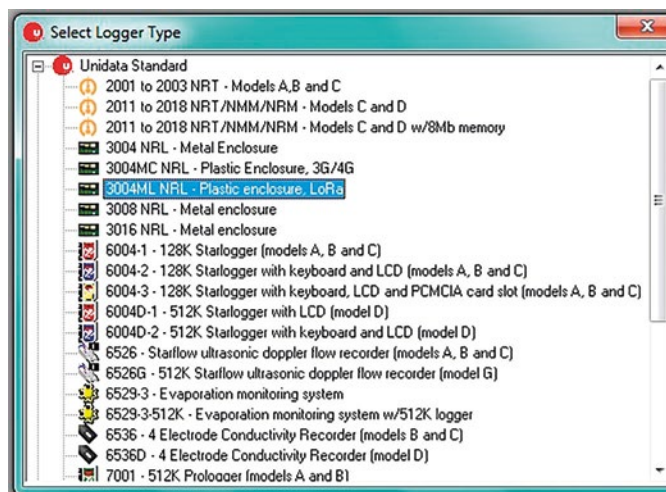 Select Logger Type
Unidata Standard
2001 to 2003 NRT - Models A,B and C
2011 to 2018 NRT/NMM/NRM - Models C and D
2011 to 2018 NRT/NMM/NRM - Models C and D w/8Mb memory
3004 NRL - Metal Enclosure
3004MC NRL - Plastic Enclosure, 3G/4G
3004ML NRL - Plastic enclosure, LoRa
3008 NRL - Metal enclosure
3016 NRL - Metal enclosure
6004-1 - 128K Starlogger (models A, B and C)
6004-2 - 128K Starlogger with keyboard and LCD (models A, B and C)
6004-3 - 128K Starlogger with keyboard, LCD and PCMCIA card slot (models A, B and C)
6004D-1 - 512K Starlogger with LCD (model D)
6004D-2 - 512K Starlogger with keyboard and LCD (model D)
6526 - Starflow ultrasonic doppler flow recorder (models A, B and C)
6526G - 512K Starflow ultrasonic doppler flow recorder (model G)
6529-3 - Evaporation monitoring system
6529-3-512K - Evaporation monitoring system w/512K logger
6536 - 4 Electrode Conductivity Recorder (models B and C)
6536D - 4 Electrode Conductivity Recorder (model D)
7001 - 512K Prologger (models A and B)